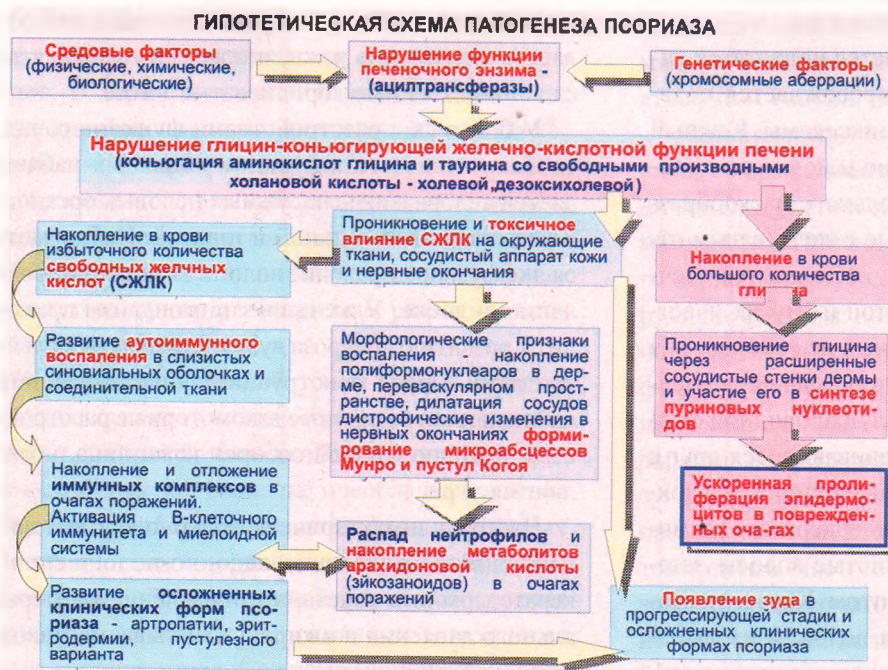 ГИПОТЕТИЧЕСКАЯ СХЕМА ПАТОГЕНЕЗА ПСОРИАЗА
Средовые факторы
(физические, химические,
биологические)
Нарушение функции
печеночного энзима -
(ацилтрансферазы)
Генетические факторы
(хромосомные аберрации)
Нарушение глицин-конъюгирующей желечно-кислотной функции печени
(коньюгация аминокислот глицина и таурина со свободными производными
холановой кислоты - холевой,дезоксихолевой)
Накопление в крови
избыточного количества
свободных желчных
кислот (СЖЛК)
Проникновение и токсичное
влияние СЖЛК на окружающие
ткани, сосудистый аппарат кожи
и нервные окончания
Накопление в крови
большого количества
глицина
Развитие аутоиммунного
воспаления в слизистых
синовиальных оболочках и
соединительной ткани
Морфологические признаки
воспаления - накопление
полиформонуклеаров в дер-
ме, переваскулярном прост-
ранстве, дилатация сосудов
дистрофические изменения в
нервных окончаниях форми-
рование микроабсцессов
Мунро и пустул Когоя
Проникновение глицина
через расширенные
сосудистые стенки дермы
и участие его в синтезе
пуриновых нуклеоти-
дов
Накопление и отложение
иммунных комплексов в
очагах поражений.
Активация В-клеточного
иммунитета и миелоидной
системы
Распад нейтрофилов и
накопление метаболитов
арахидоновой кислоты
(эйкозаноидов) в очагах
поражений
Ускоренная проли-
ферация эпидермо-
цитов в поврежден-
ных оча-гах
Развитие осложненных
клинических форм псо-
риаза - артропатии, эрит-
родермии, пустулезного
варианта
Появление зуда в
прогрессирующей стадии и
осложненных клинических
формах псориаза